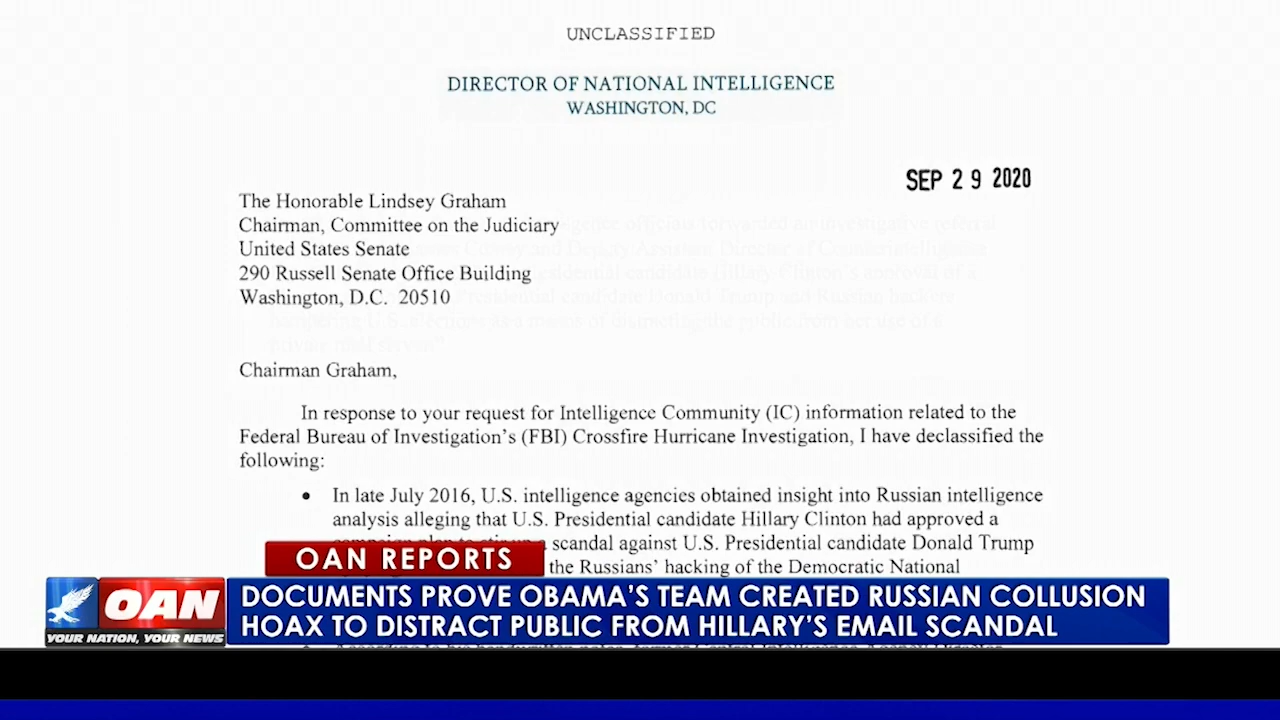 UNCLASSIFIED
DIRECTOR OF NATIONAL INTELLIGENCE
WASHINGTON, DC
SEP 29 2020
The Honorable Lindsey Graham
Chairman, Committee on the Judiciary
United States Senate
290 Russell Senate Office Building
Washington, D.C. 20510
Chairman Graham,
In response to your request for Intelligence Community (IC) information related to the
Federal Bureau of Investigation's (FBI) Crossfire Hurricane Investigation, I have declassified the
following:
• In late July 2016, U.S. intelligence agencies obtained insight into Russian intelligence
analysis alleging that U.S. Presidential candidate Hillary Clinton had approved a
scandal against U.S. Presidential candidate Donald Trump
the Russians' hacking of the Democratic National
OAN REPORTS
OAN
YOUR NATION, YOUR NEWS
DOCUMENTS PROVE OBAMA'S TEAM CREATED RUSSIAN COLLUSION
HOAX TO DISTRACT PUBLIC FROM HILLARY'S EMAIL SCANDAL